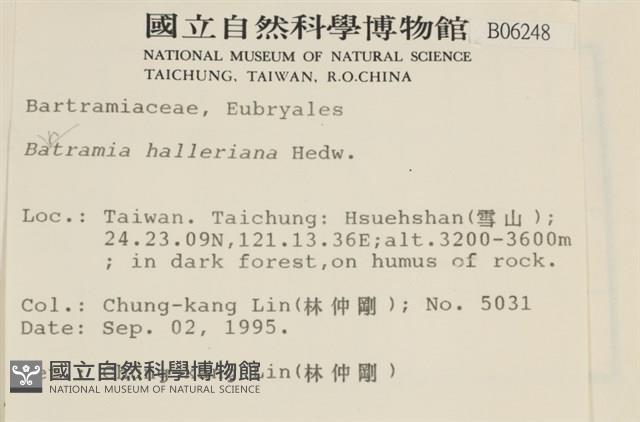 國立自然科學博物館 B06248
NATIONAL MUSEUM OF NATURAL SCIENCE
TAICHUNG, TAIWAN, R.O.CHINA
Bartramiaceae, Eubryales
r
Batramia halleriana Hedw.
Loc.: Taiwan. Taichung: Hsuehshan(雪山);
24.23.09N,121.13.36E;alt.3200-3600m
; in dark forest,on humus of rock.
Col.: Chung-kang Lin(林仲剛); No. 5031
Date: Sep. 02, 1995.
Lin(林仲剛)
國立自然科學博物館
NATIONAL MUSEUM OF NATURAL SCIENCE